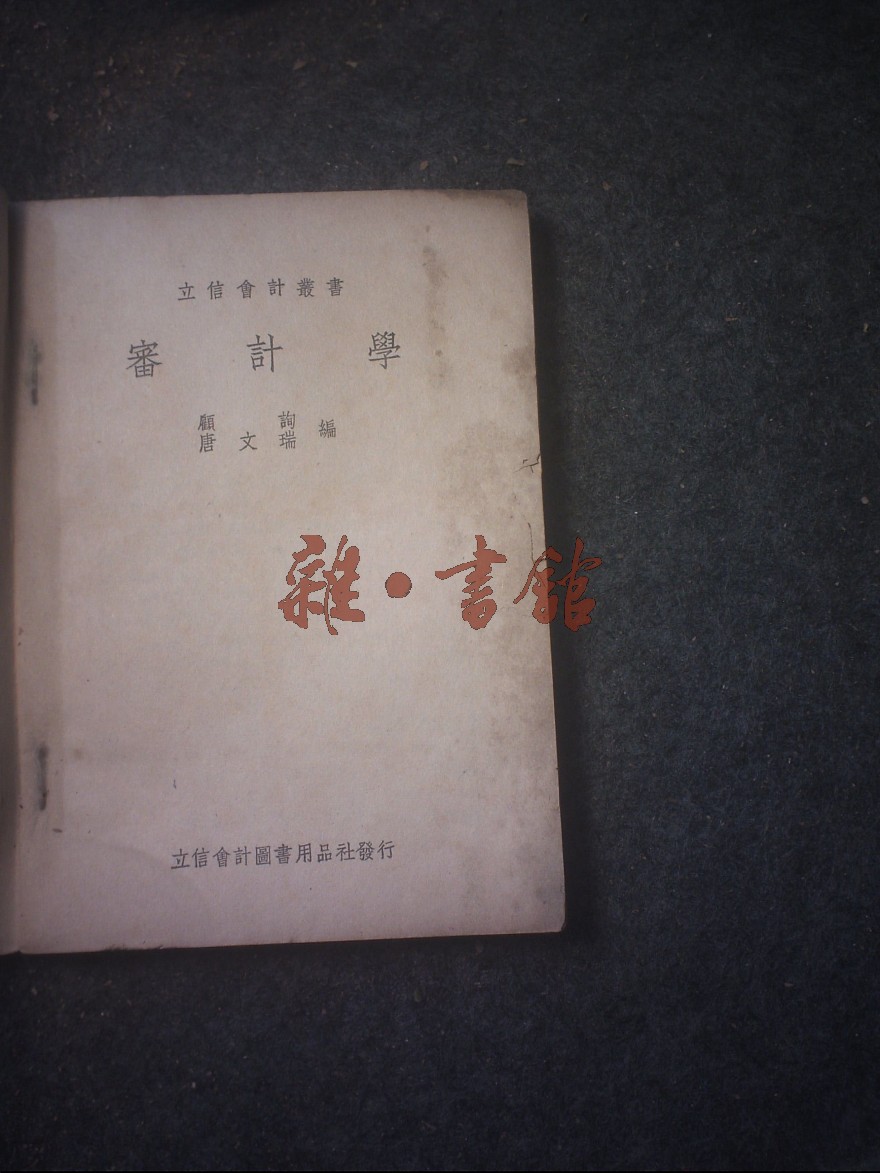 立信會計叢書
審計學
顧詢
唐文瑞 編
雜·書館
立信會計圖書用品社發行